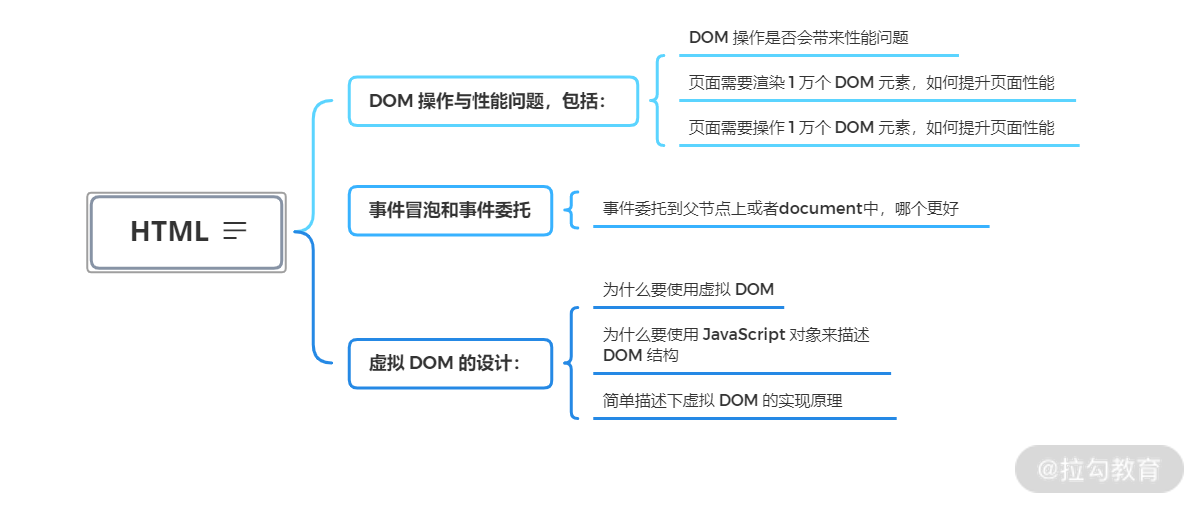 HTML
DOM 操作与性能问题，包括：
DOM 操作是否会带来性能问题
页面需要渲染 1 万个 DOM 元素，如何提升页面性能
页面需要操作 1 万个 DOM 元素，如何提升页面性能
事件冒泡和事件委托
事件委托到父节点上或者document中，哪个更好
虚拟 DOM 的设计：
为什么要使用虚拟 DOM
为什么要使用 JavaScript 对象来描述
DOM 结构
简单描述下虚拟 DOM 的实现原理
@拉勾教育